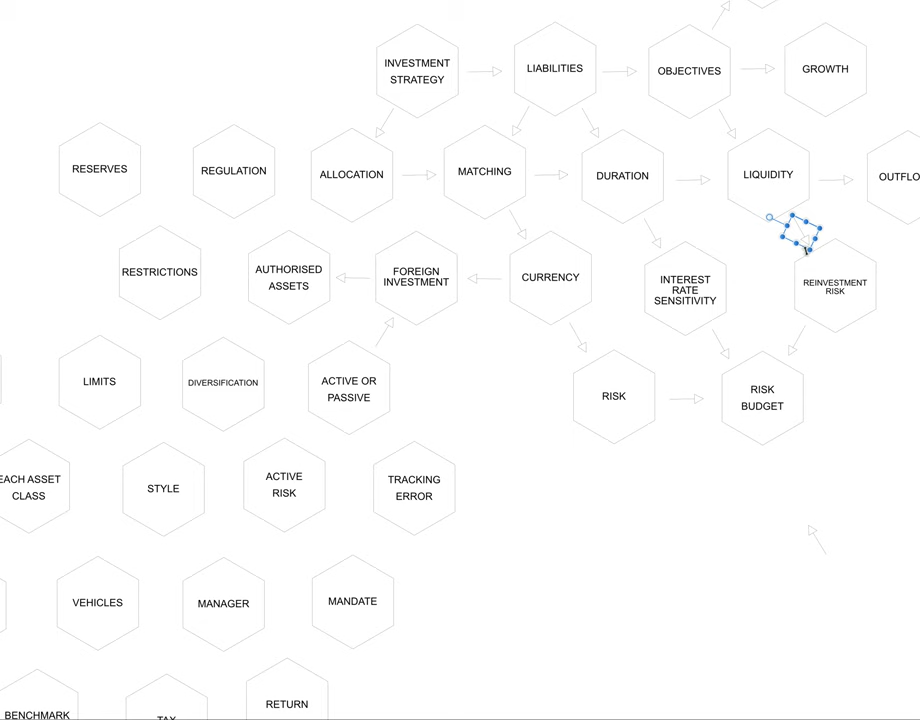 INVESTMENT
STRATEGY
LIABILITIES
OBJECTIVES
GROWTH
RESERVES
REGULATION
ALLOCATION
MATCHING
DURATION
LIQUIDITY
OUTFLO
RESTRICTIONS
AUTHORISED
ASSETS
FOREIGN
INVESTMENT
CURRENCY
INTEREST
RATE
SENSITIVITY
REINVESTMENT
RISK
LIMITS
DIVERSIFICATION
ACTIVE OR
PASSIVE
RISK
RISK
BUDGET
EACH ASSET
CLASS
STYLE
ACTIVE
RISK
TRACKING
ERROR
VEHICLES
MANAGER
MANDATE
BENCHMARK
TAX
RETURN